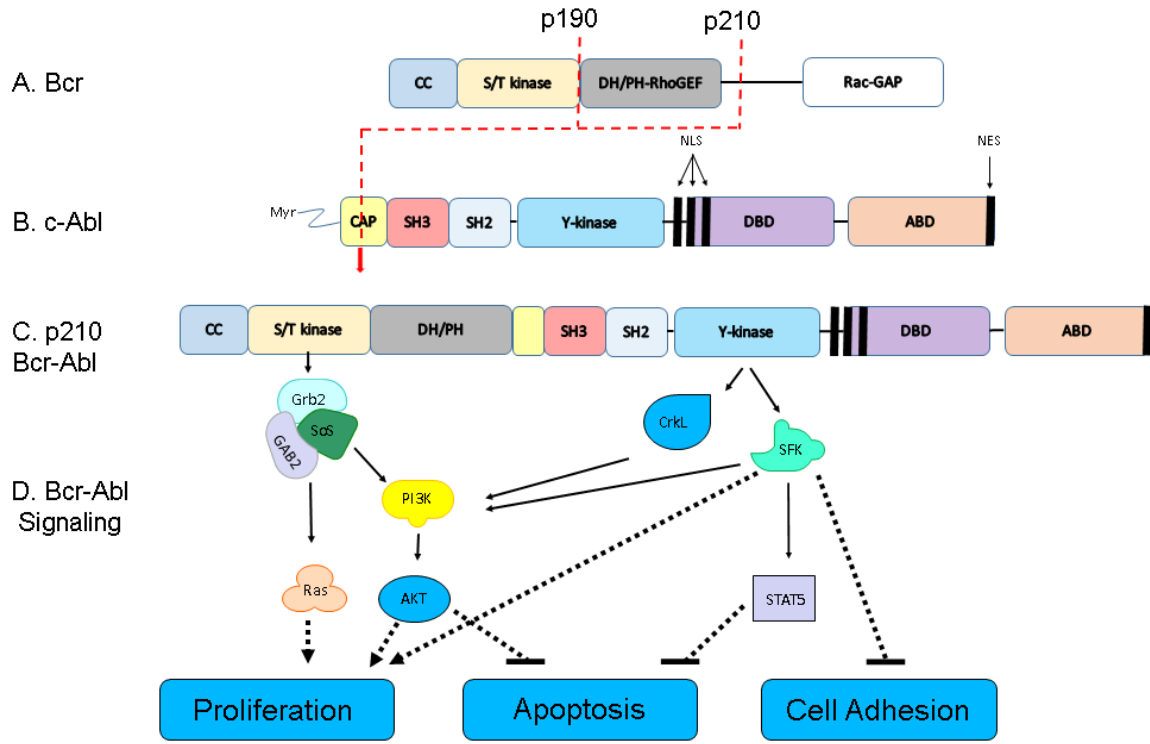 p190
p210
A. Bcr
CC
S/T kinase
DH/PH-RhoGEF
Rac-GAP
NLS
NES
B. c-Abl
Myr
CAP
SH3
SH2
Y-kinase
DBD
ABD
C. p210
Bcr-Abl
CC
S/T kinase
DH/PH
SH3
SH2
Y-kinase
DBD
ABD
Grb2
SoS
GAB2
CrkL
SFK
D. Bcr-Abl
Signaling
PI3K
Ras
AKT
STAT5
Proliferation
Apoptosis
Cell Adhesion